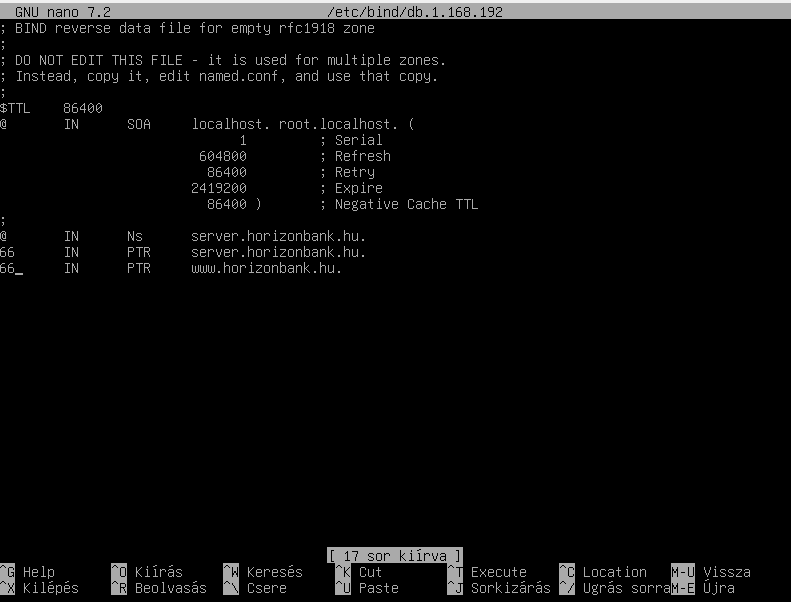 GNU nano 7.2 /etc/bind/db.1.168.192
; BIND reverse data file for empty rfc1918 zone
;
; DO NOT EDIT THIS FILE - it is used for multiple zones.
; Instead, copy it, edit named.conf, and use that copy.
;
$TTL 86400
@ IN SOA localhost. root.localhost. (
1 ; Serial
604800 ; Refresh
86400 ; Retry
2419200 ; Expire
86400 ) ; Negative Cache TTL
;
@ IN Ns server.horizonbank.hu.
66 IN PTR server.horizonbank.hu.
66_ IN PTR www.horizonbank.hu.
[ 17 sor kiírva ]
^G Help ^O Kiírás ^W Keresés ^K Cut ^T Execute ^C Location M-U Vissza
^X Kilépés ^R Beolvasás ^\ Csere ^U Paste ^J Sorkizárás ^/ Ugrás sorra M-E Újra